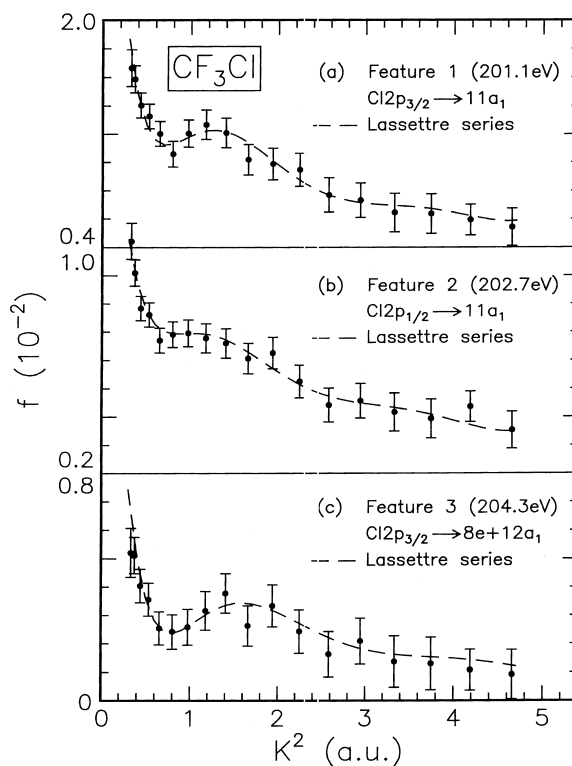 2.0
CF₃Cl
(a) Feature 1 (201.1eV)
Cl2p₃/₂→11a₁
Lassettre series
0.4
1.0
(b) Feature 2 (202.7eV)
Cl2p₁/₂→11a₁
Lassettre series
f (10⁻²)
0.2
0.8
(c) Feature 3 (204.3eV)
Cl2p₃/₂→8e+12a₁
Lassettre series
0
0 1 2 3 4 5
K² (a.u.)